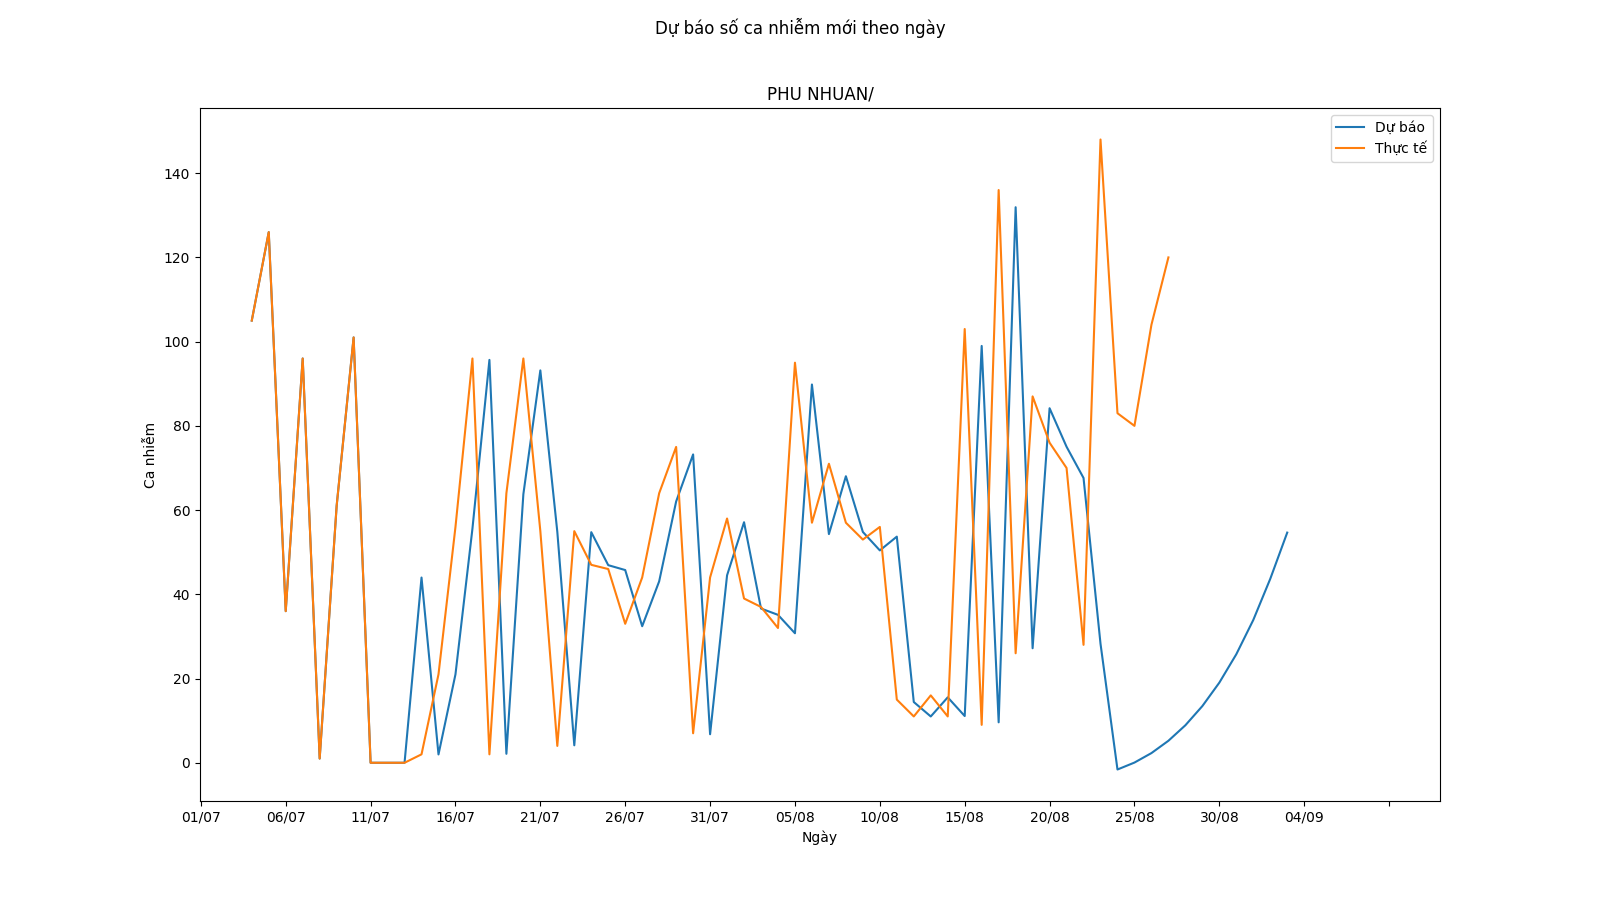 Dự báo số ca nhiễm mới theo ngày
PHU NHUAN/
Dự báo
Thực tế
140
120
100
80
60
40
20
0
Ca nhiễm
01/07 06/07 11/07 16/07 21/07 26/07 31/07 05/08 10/08 15/08 20/08 25/08 30/08 04/09
Ngày